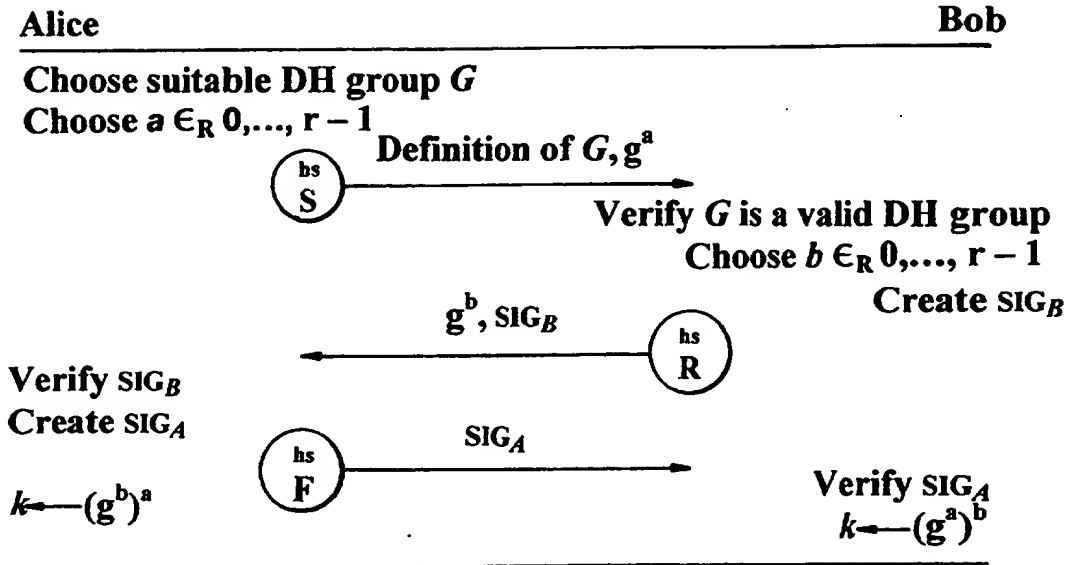 Alice
Bob
Choose suitable DH group G
Choose a ∈R 0,..., r – 1
Definition of G, g^a
hs
S
Verify G is a valid DH group
Choose b ∈R 0,..., r – 1
Create SIG_B
g^b, SIG_B
hs
R
Verify SIG_B
Create SIG_A
SIG_A
hs
F
Verify SIG_A
k ← (g^b)^a
k ← (g^a)^b